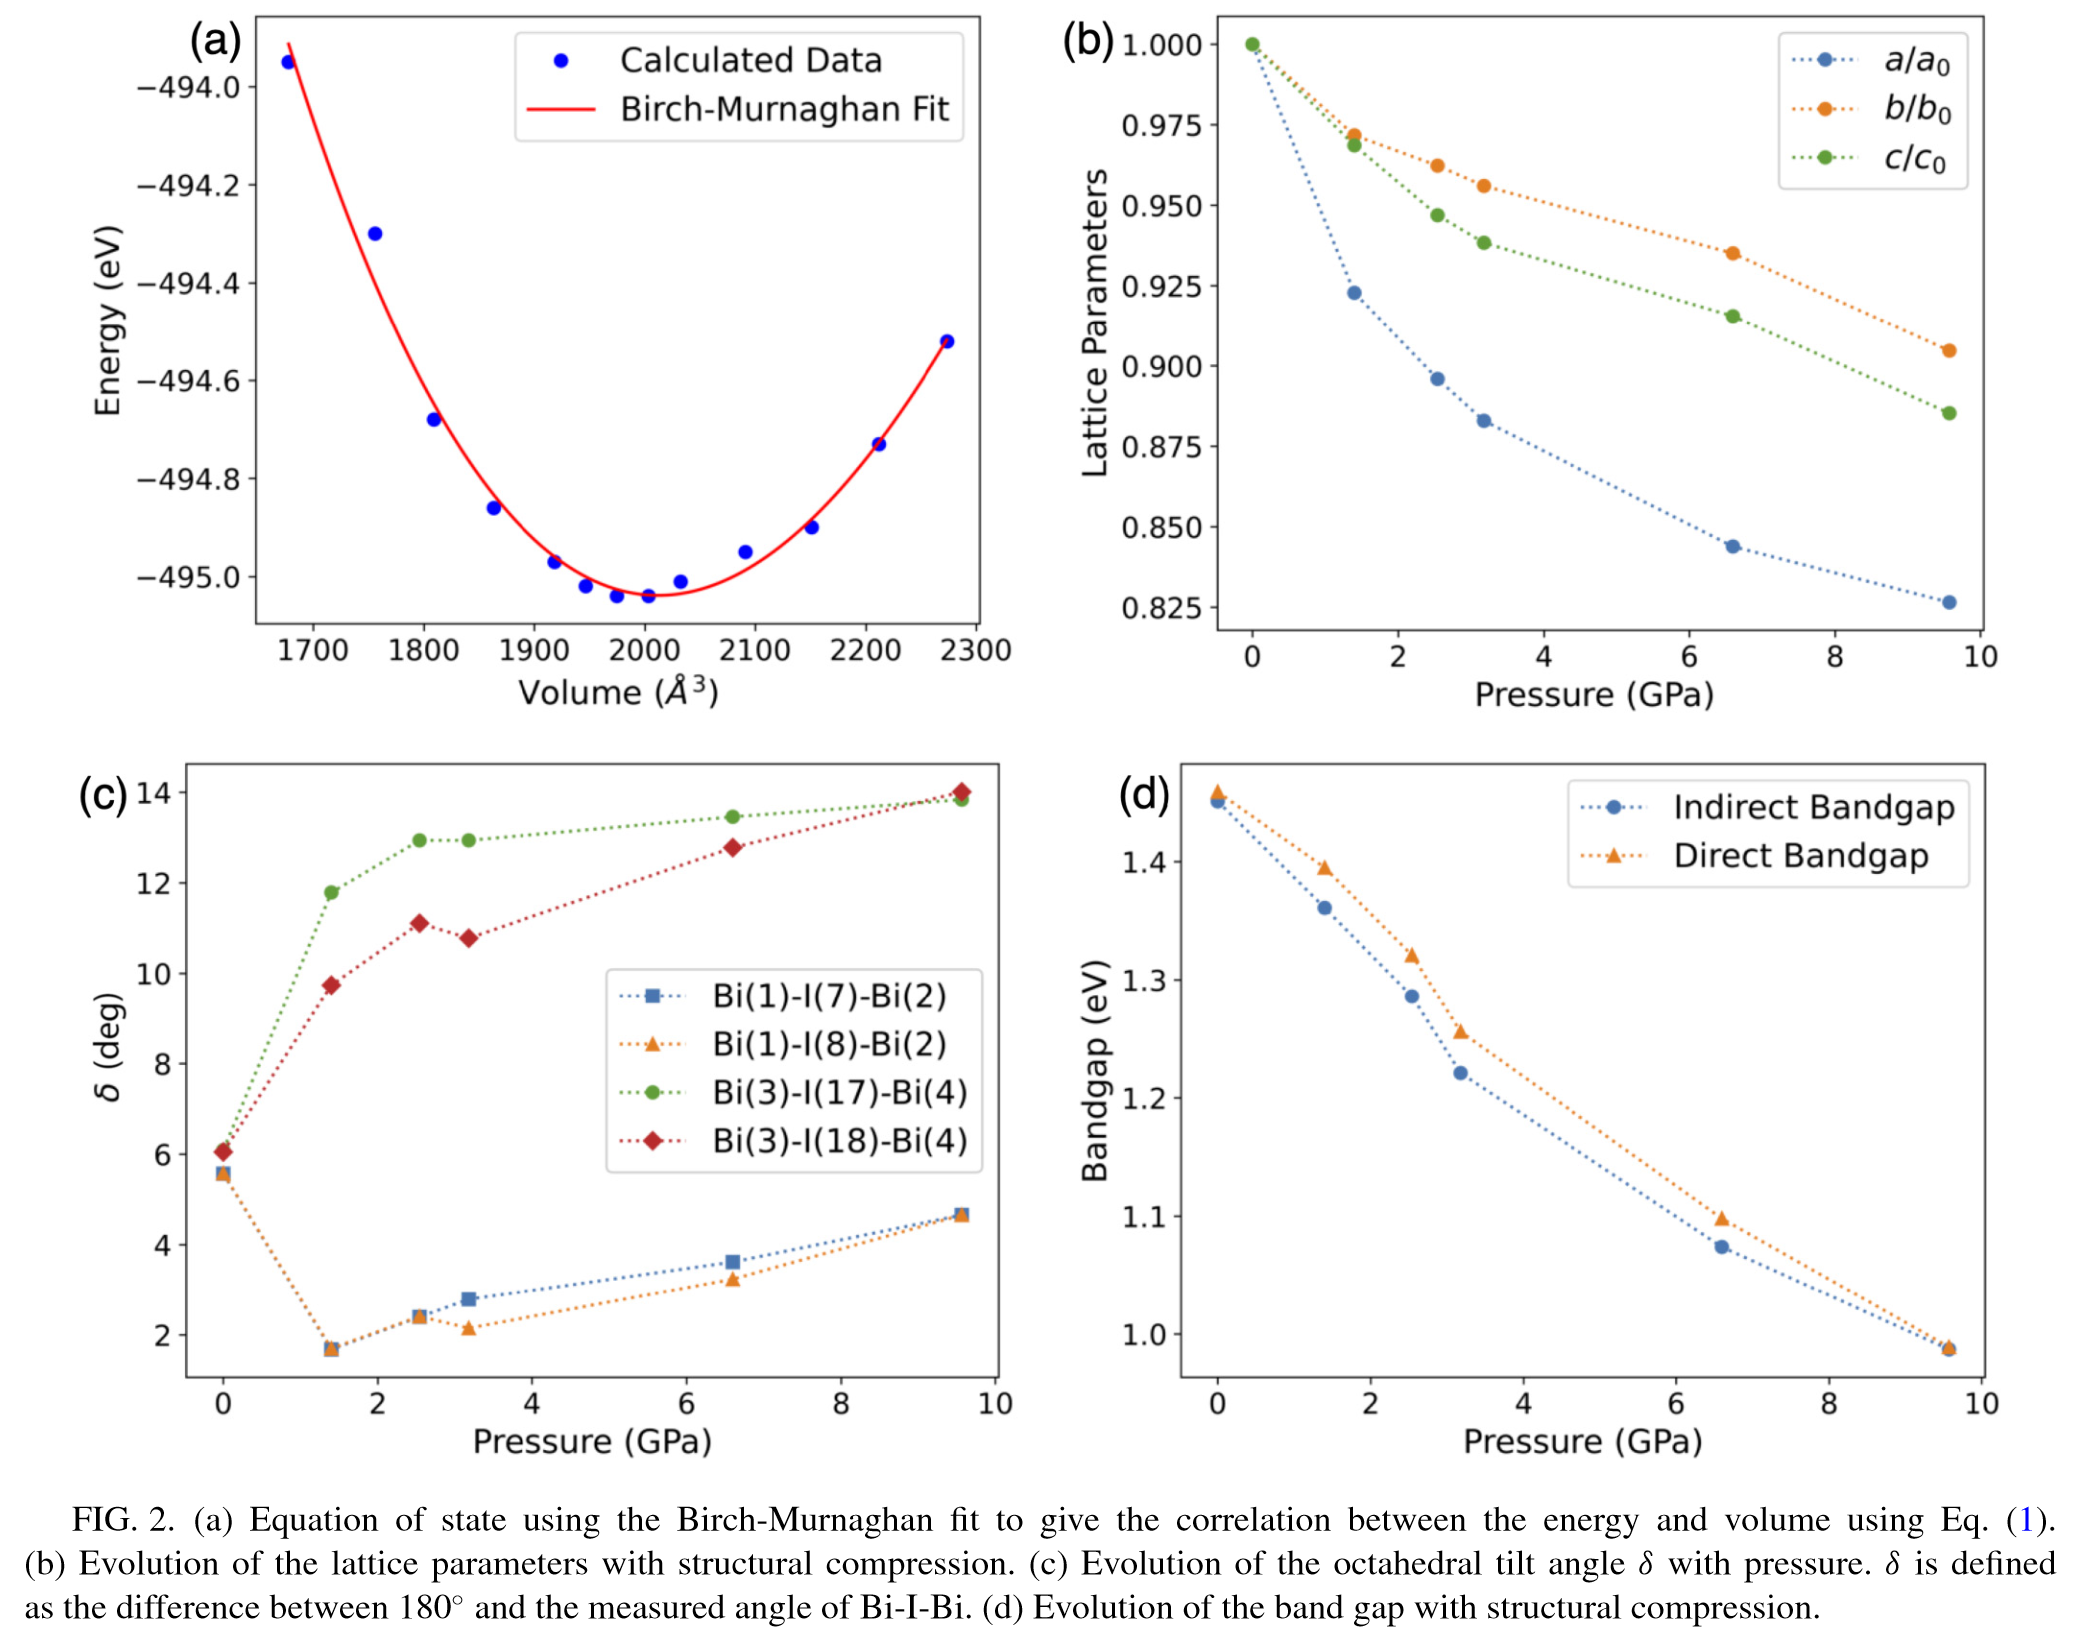 (a)
Calculated Data
Birch-Murnaghan Fit
−494.0
−494.2
−494.4
−494.6
−494.8
−495.0
Energy (eV)
1700 1800 1900 2000 2100 2200 2300
Volume (Å³)
(b)
a/a₀
b/b₀
c/c₀
1.000
0.975
0.950
0.925
0.900
0.875
0.850
0.825
Lattice Parameters
0 2 4 6 8 10
Pressure (GPa)
(c)
14
12
10
8
6
4
2
δ (deg)
Bi(1)-I(7)-Bi(2)
Bi(1)-I(8)-Bi(2)
Bi(3)-I(17)-Bi(4)
Bi(3)-I(18)-Bi(4)
0 2 4 6 8 10
Pressure (GPa)
(d)
Indirect Bandgap
Direct Bandgap
1.4
1.3
1.2
1.1
1.0
Bandgap (eV)
0 2 4 6 8 10
Pressure (GPa)
FIG. 2. (a) Equation of state using the Birch-Murnaghan fit to give the correlation between the energy and volume using Eq. (1).
(b) Evolution of the lattice parameters with structural compression. (c) Evolution of the octahedral tilt angle δ with pressure. δ is defined
as the difference between 180° and the measured angle of Bi-I-Bi. (d) Evolution of the band gap with structural compression.